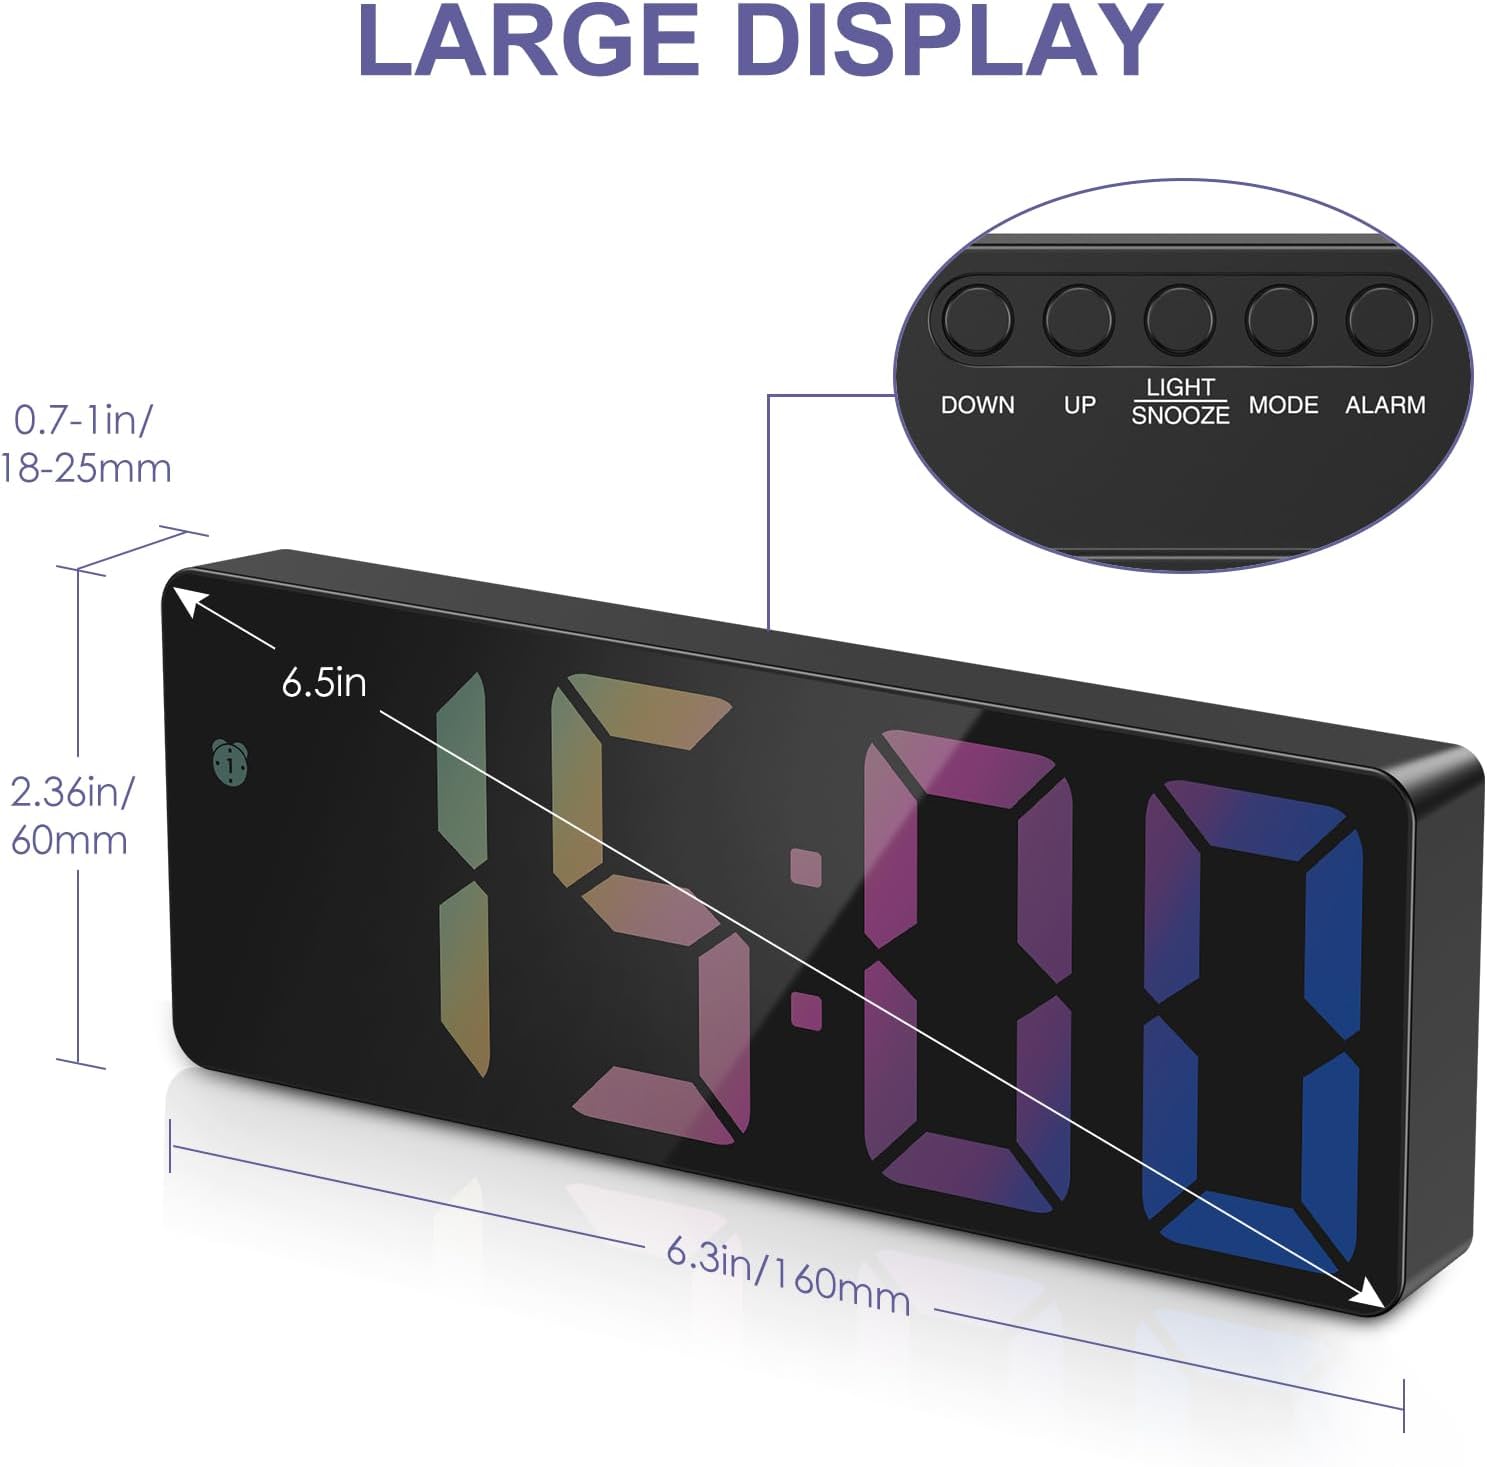 LARGE DISPLAY
DOWN
UP
LIGHT
SNOOZE
MODE
ALARM
0.7-1in/
18-25mm
6.5in
1
15:00
2.36in/
60mm
6.3in/160mm